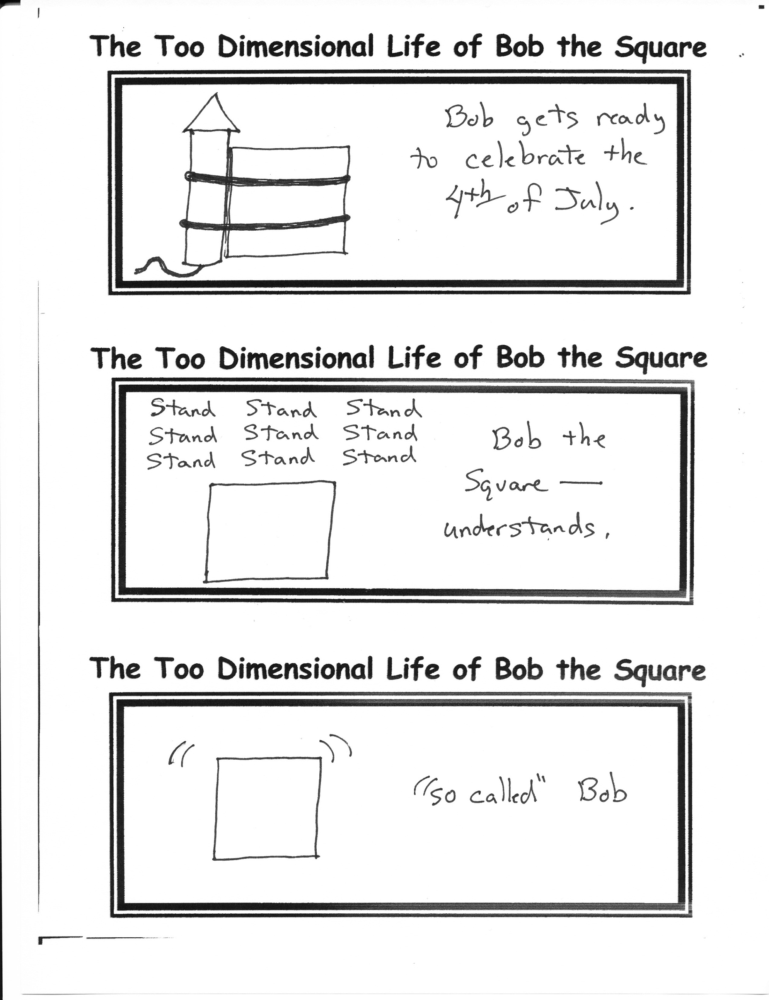 The Too Dimensional Life of Bob the Square
Bob gets ready
to celebrate the
4th of July.
The Too Dimensional Life of Bob the Square
Stand Stand Stand
Stand Stand Stand
Stand Stand Stand
Bob the
Square —
understands.
The Too Dimensional Life of Bob the Square
"so called" Bob